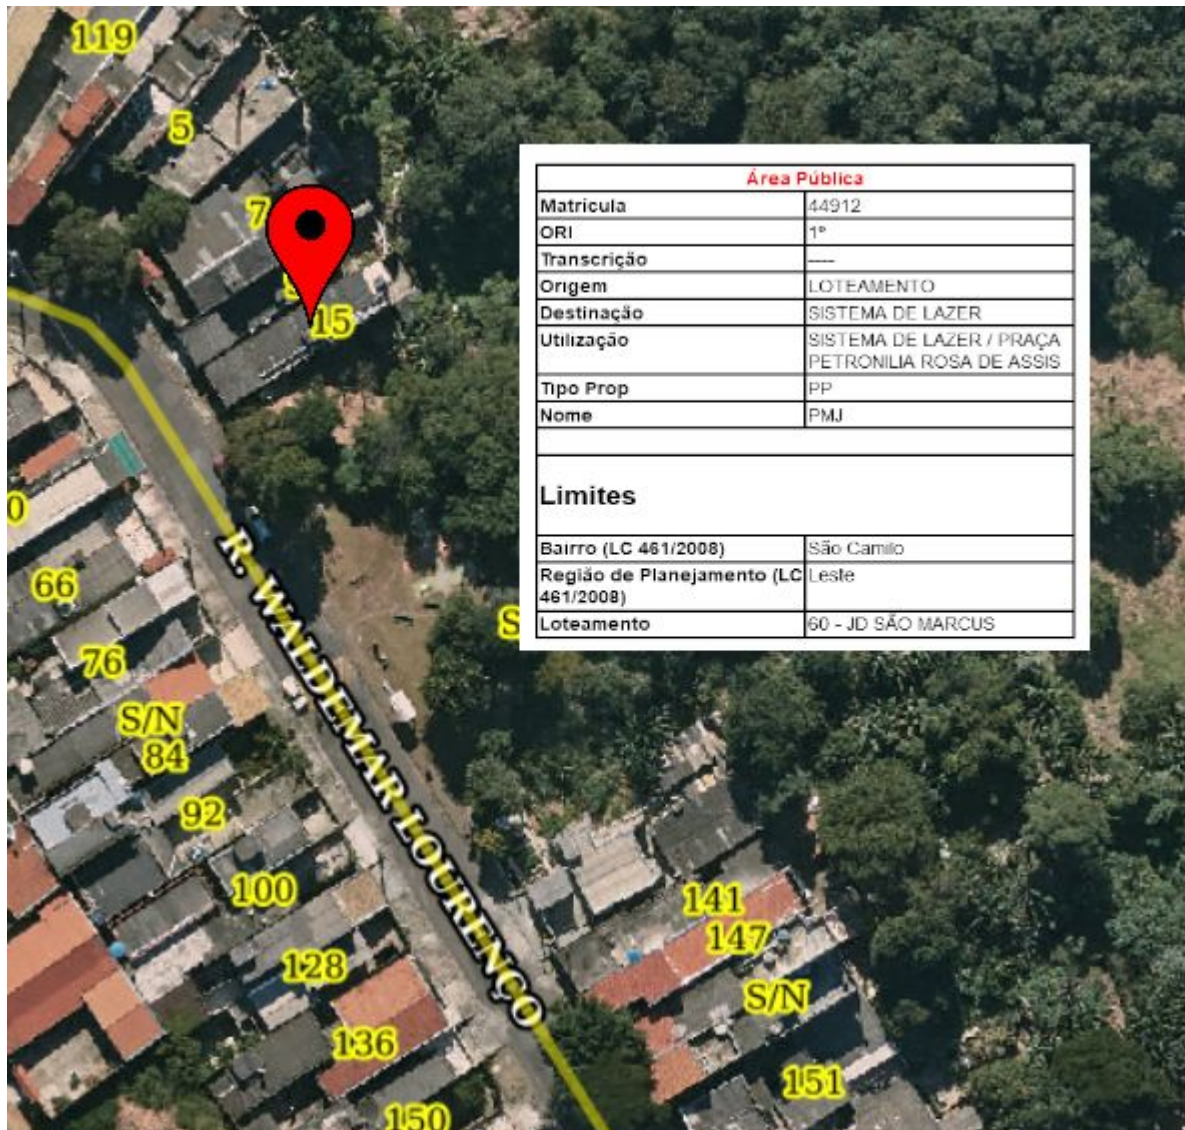 119
5
7
15
Área Pública
Matricula 44912
ORI 1º
Transcrição ----
Origem LOTEAMENTO
Destinação SISTEMA DE LAZER
Utilização SISTEMA DE LAZER / PRAÇA
PETRONILIA ROSA DE ASSIS
Tipo Prop PP
Nome PMJ
Limites
Bairro (LC 461/2008) São Camilo
Região de Planejamento (LC Leste
461/2008)
Loteamento 60 - JD SÃO MARCUS
0
66
S
76
S/N
84
92
100
R. WALDEMAR LOURENÇO
141
147
128
S/N
136
151
150